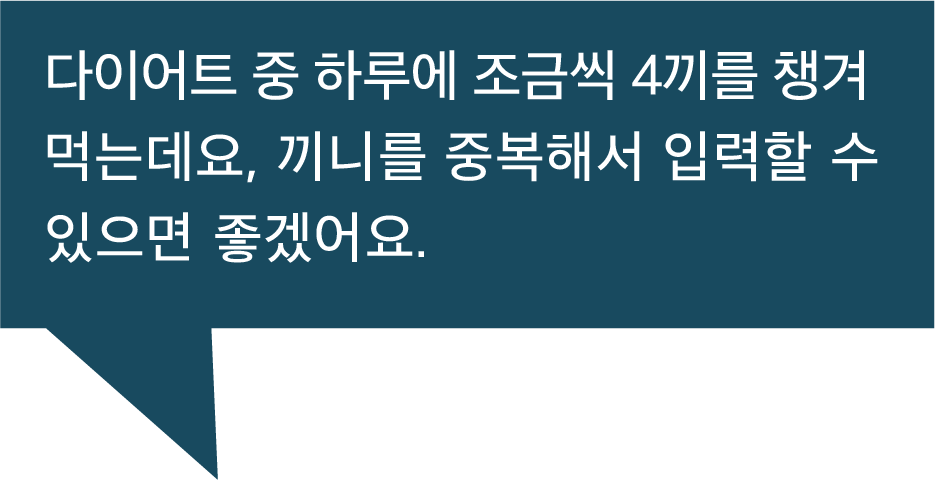 다이어트 중 하루에 조금씩 4끼를 챙겨
먹는데요, 끼니를 중복해서 입력할 수
있으면 좋겠어요.